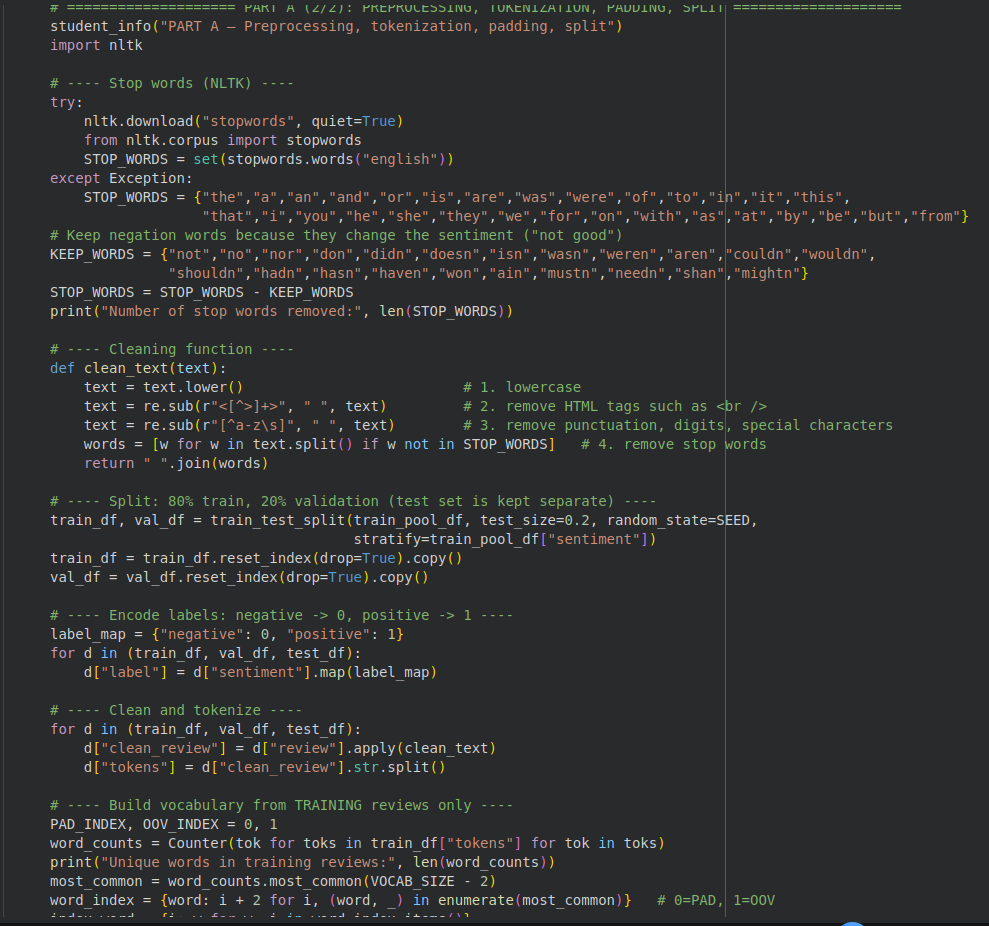 # ==================== PART A (2/2): PREPROCESSING, TOKENIZATION, PADDING, SPLIT ====================
student_info("PART A — Preprocessing, tokenization, padding, split")
import nltk

# ---- Stop words (NLTK) ----
try:
    nltk.download("stopwords", quiet=True)
    from nltk.corpus import stopwords
    STOP_WORDS = set(stopwords.words("english"))
except Exception:
    STOP_WORDS = {"the","a","an","and","or","is","are","was","were","of","to","in","it","this",
                  "that","i","you","he","she","they","we","for","on","with","as","at","by","be","but","from"}
# Keep negation words because they change the sentiment ("not good")
KEEP_WORDS = {"not","no","nor","don","didn","doesn","isn","wasn","weren","aren","couldn","wouldn",
              "shouldn","hadn","hasn","haven","won","ain","mustn","needn","shan","mightn"}
STOP_WORDS = STOP_WORDS - KEEP_WORDS
print("Number of stop words removed:", len(STOP_WORDS))

# ---- Cleaning function ----
def clean_text(text):
    text = text.lower()                          # 1. lowercase
    text = re.sub(r"<[^>]+>", " ", text)         # 2. remove HTML tags such as <br />
    text = re.sub(r"[^a-z\s]", " ", text)        # 3. remove punctuation, digits, special characters
    words = [w for w in text.split() if w not in STOP_WORDS]   # 4. remove stop words
    return " ".join(words)

# ---- Split: 80% train, 20% validation (test set is kept separate) ----
train_df, val_df = train_test_split(train_pool_df, test_size=0.2, random_state=SEED,
                                    stratify=train_pool_df["sentiment"])
train_df = train_df.reset_index(drop=True).copy()
val_df = val_df.reset_index(drop=True).copy()

# ---- Encode labels: negative -> 0, positive -> 1 ----
label_map = {"negative": 0, "positive": 1}
for d in (train_df, val_df, test_df):
    d["label"] = d["sentiment"].map(label_map)

# ---- Clean and tokenize ----
for d in (train_df, val_df, test_df):
    d["clean_review"] = d["review"].apply(clean_text)
    d["tokens"] = d["clean_review"].str.split()

# ---- Build vocabulary from TRAINING reviews only ----
PAD_INDEX, OOV_INDEX = 0, 1
word_counts = Counter(tok for toks in train_df["tokens"] for tok in toks)
print("Unique words in training reviews:", len(word_counts))
most_common = word_counts.most_common(VOCAB_SIZE - 2)
word_index = {word: i + 2 for i, (word, _) in enumerate(most_common)}   # 0=PAD, 1=OOV